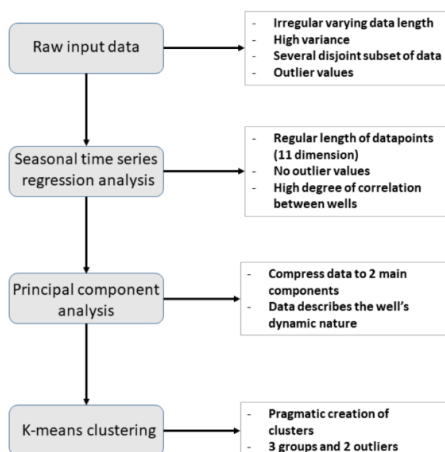 Raw input data
- Irregular varying data length
- High variance
- Several disjoint subset of data
- Outlier values
Seasonal time series
regression analysis
- Regular length of datapoints
(11 dimension)
- No outlier values
- High degree of correlation
between wells
Principal component
analysis
- Compress data to 2 main
components
- Data describes the well's
dynamic nature
K-means clustering
- Pragmatic creation of
clusters
- 3 groups and 2 outliers